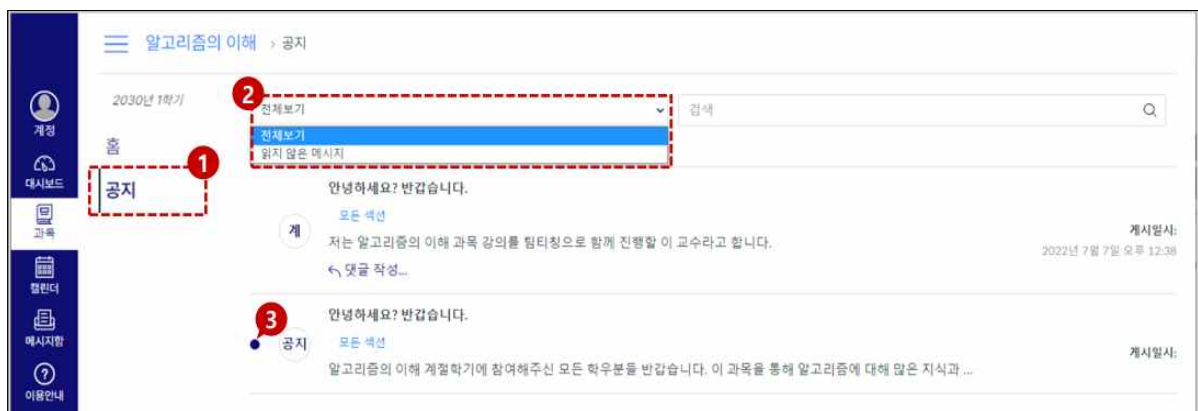 알고리즘의 이해 > 공지
계정
대시보드
과목
캘린더
메시지함
이용안내
2030년 1학기
홈
1
공지
2
전체보기
전체보기
읽지 않은 메시지
검색
안녕하세요? 반갑습니다.
계
모든 섹션
저는 알고리즘의 이해 과목 강의를 팀티칭으로 함께 진행할 이 교수라고 합니다.
댓글 작성...
게시일시:
2022년 7월 7일 오후 12:38
3
안녕하세요? 반갑습니다.
공지
모든 섹션
알고리즘의 이해 계절학기에 참여해주신 모든 학우분들 반갑습니다. 이 과목을 통해 알고리즘에 대해 많은 지식과 ...
게시일시: